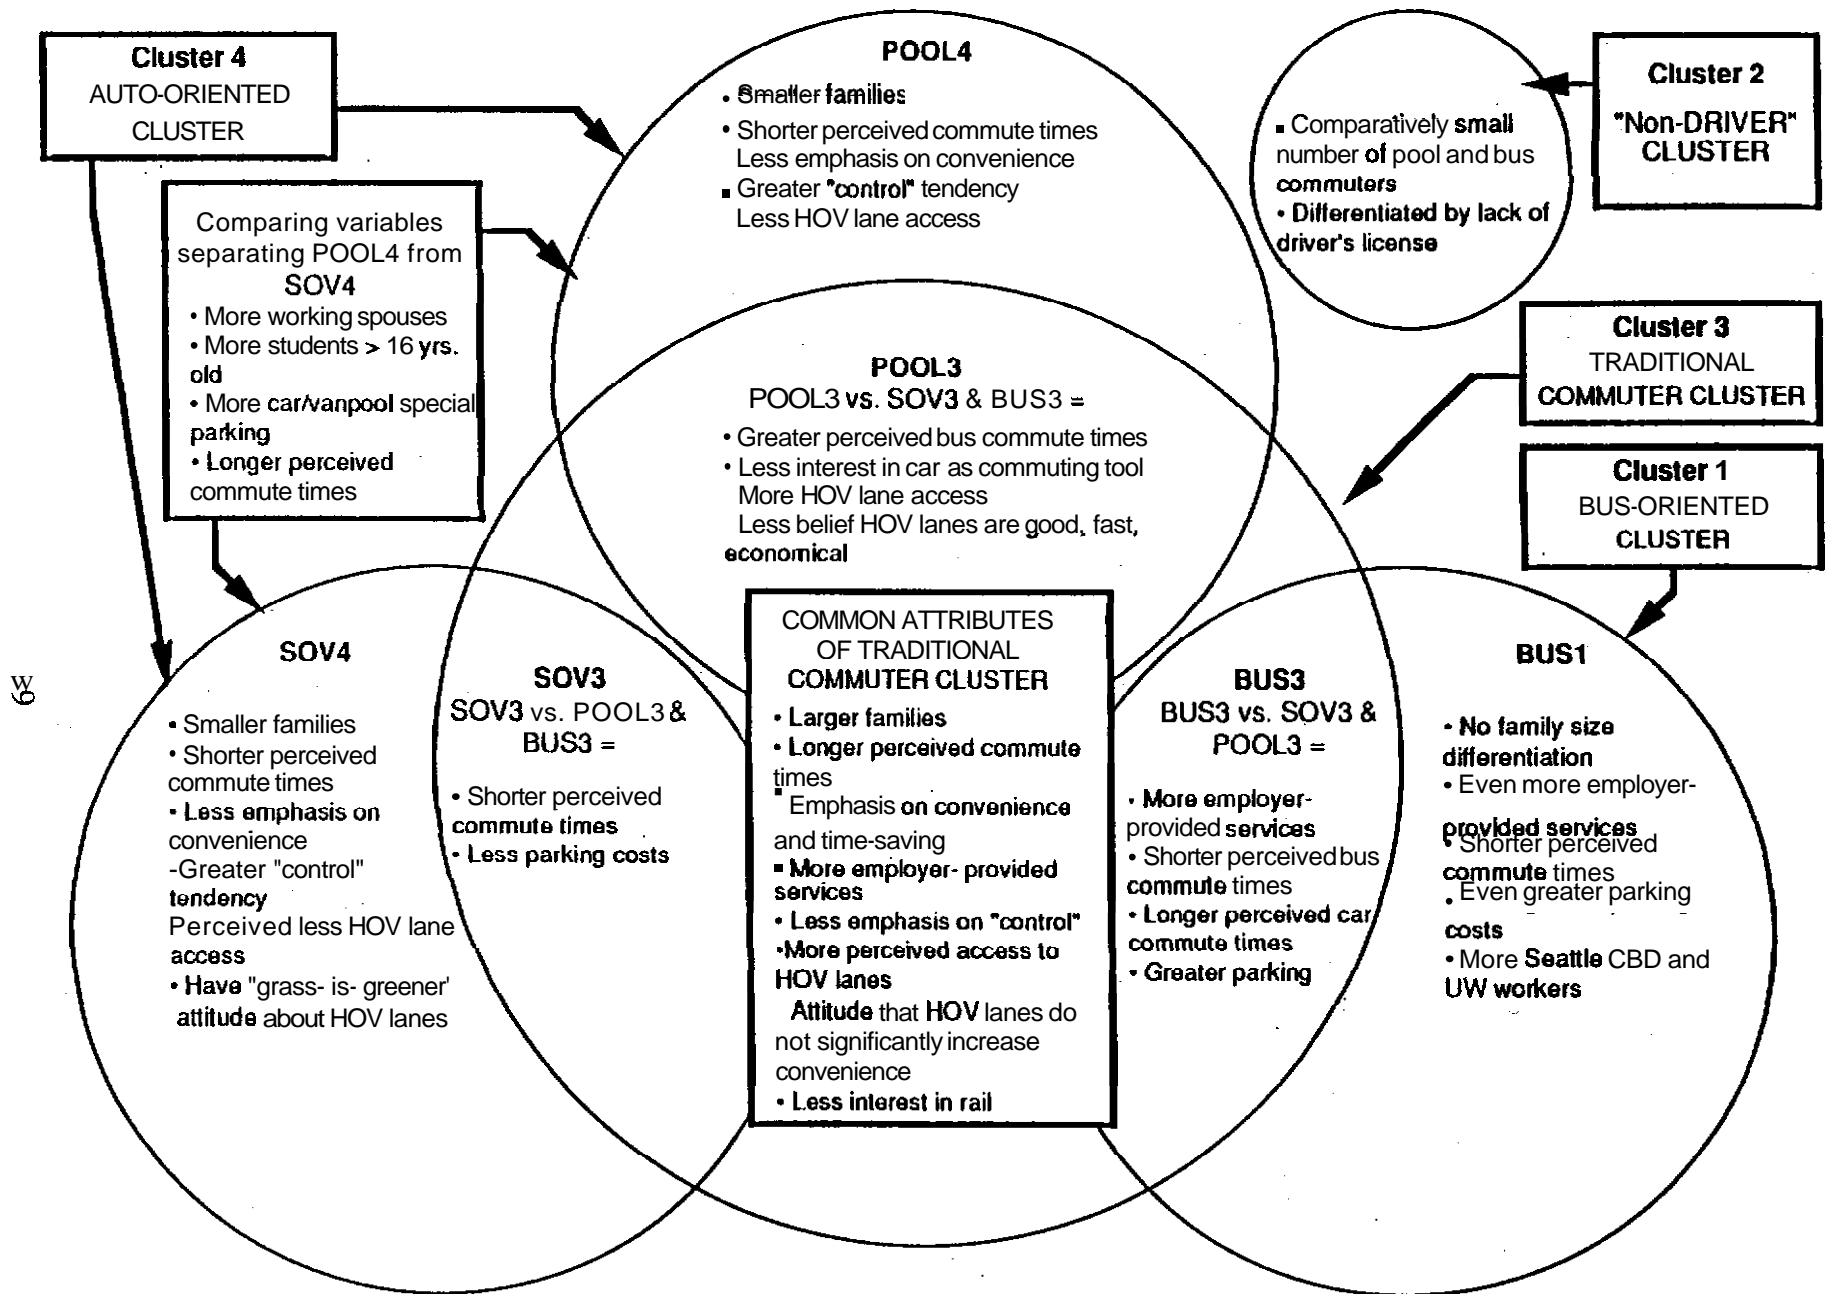 Cluster 4
AUTO-ORIENTED
CLUSTER
POOL4
• Smaller families
• Shorter perceived commute times
Less emphasis on convenience
■ Greater "control" tendency
Less HOV lane access
■ Comparatively small
number of pool and bus
commuters
• Differentiated by lack of
driver's license
Cluster 2
"Non-DRIVER"
CLUSTER
Comparing variables
separating POOL4 from
SOV4
• More working spouses
• More students > 16 yrs.
old
• More car/vanpool special
parking
• Longer perceived
commute times
POOL3
POOL3 vs. SOV3 & BUS3 =
• Greater perceived bus commute times
• Less interest in car as commuting tool
More HOV lane access
Less belief HOV lanes are good, fast,
economical
Cluster 3
TRADITIONAL
COMMUTER CLUSTER
Cluster 1
BUS-ORIENTED
CLUSTER
SOV4
▪ Smaller families
• Shorter perceived
commute times
• Less emphasis on
convenience
-Greater "control"
tendency
Perceived less HOV lane
access
• Have "grass- is- greener'
attitude about HOV lanes
SOV3
SOV3 vs. POOL3 &
BUS3 =
• Shorter perceived
commute times
• Less parking costs
COMMON ATTRIBUTES
OF TRADITIONAL
COMMUTER CLUSTER
• Larger families
• Longer perceived commute
times
▪ Emphasis on convenience
and time-saving
▪ More employer- provided
services
• Less emphasis on "control"
•More perceived access to
HOV lanes
Attitude that HOV lanes do
not significantly increase
convenience
• Less interest in rail
BUS3
BUS3 vs. SOV3 &
POOL3 =
• More employer-
provided services
• Shorter perceived bus
commute times
• Longer perceived car
commute times
• Greater parking
BUS1
• No family size
differentiation
• Even more employer-
provided services
• Shorter perceived
commute times
• Even greater parking
costs
• More Seattle CBD and
UW workers